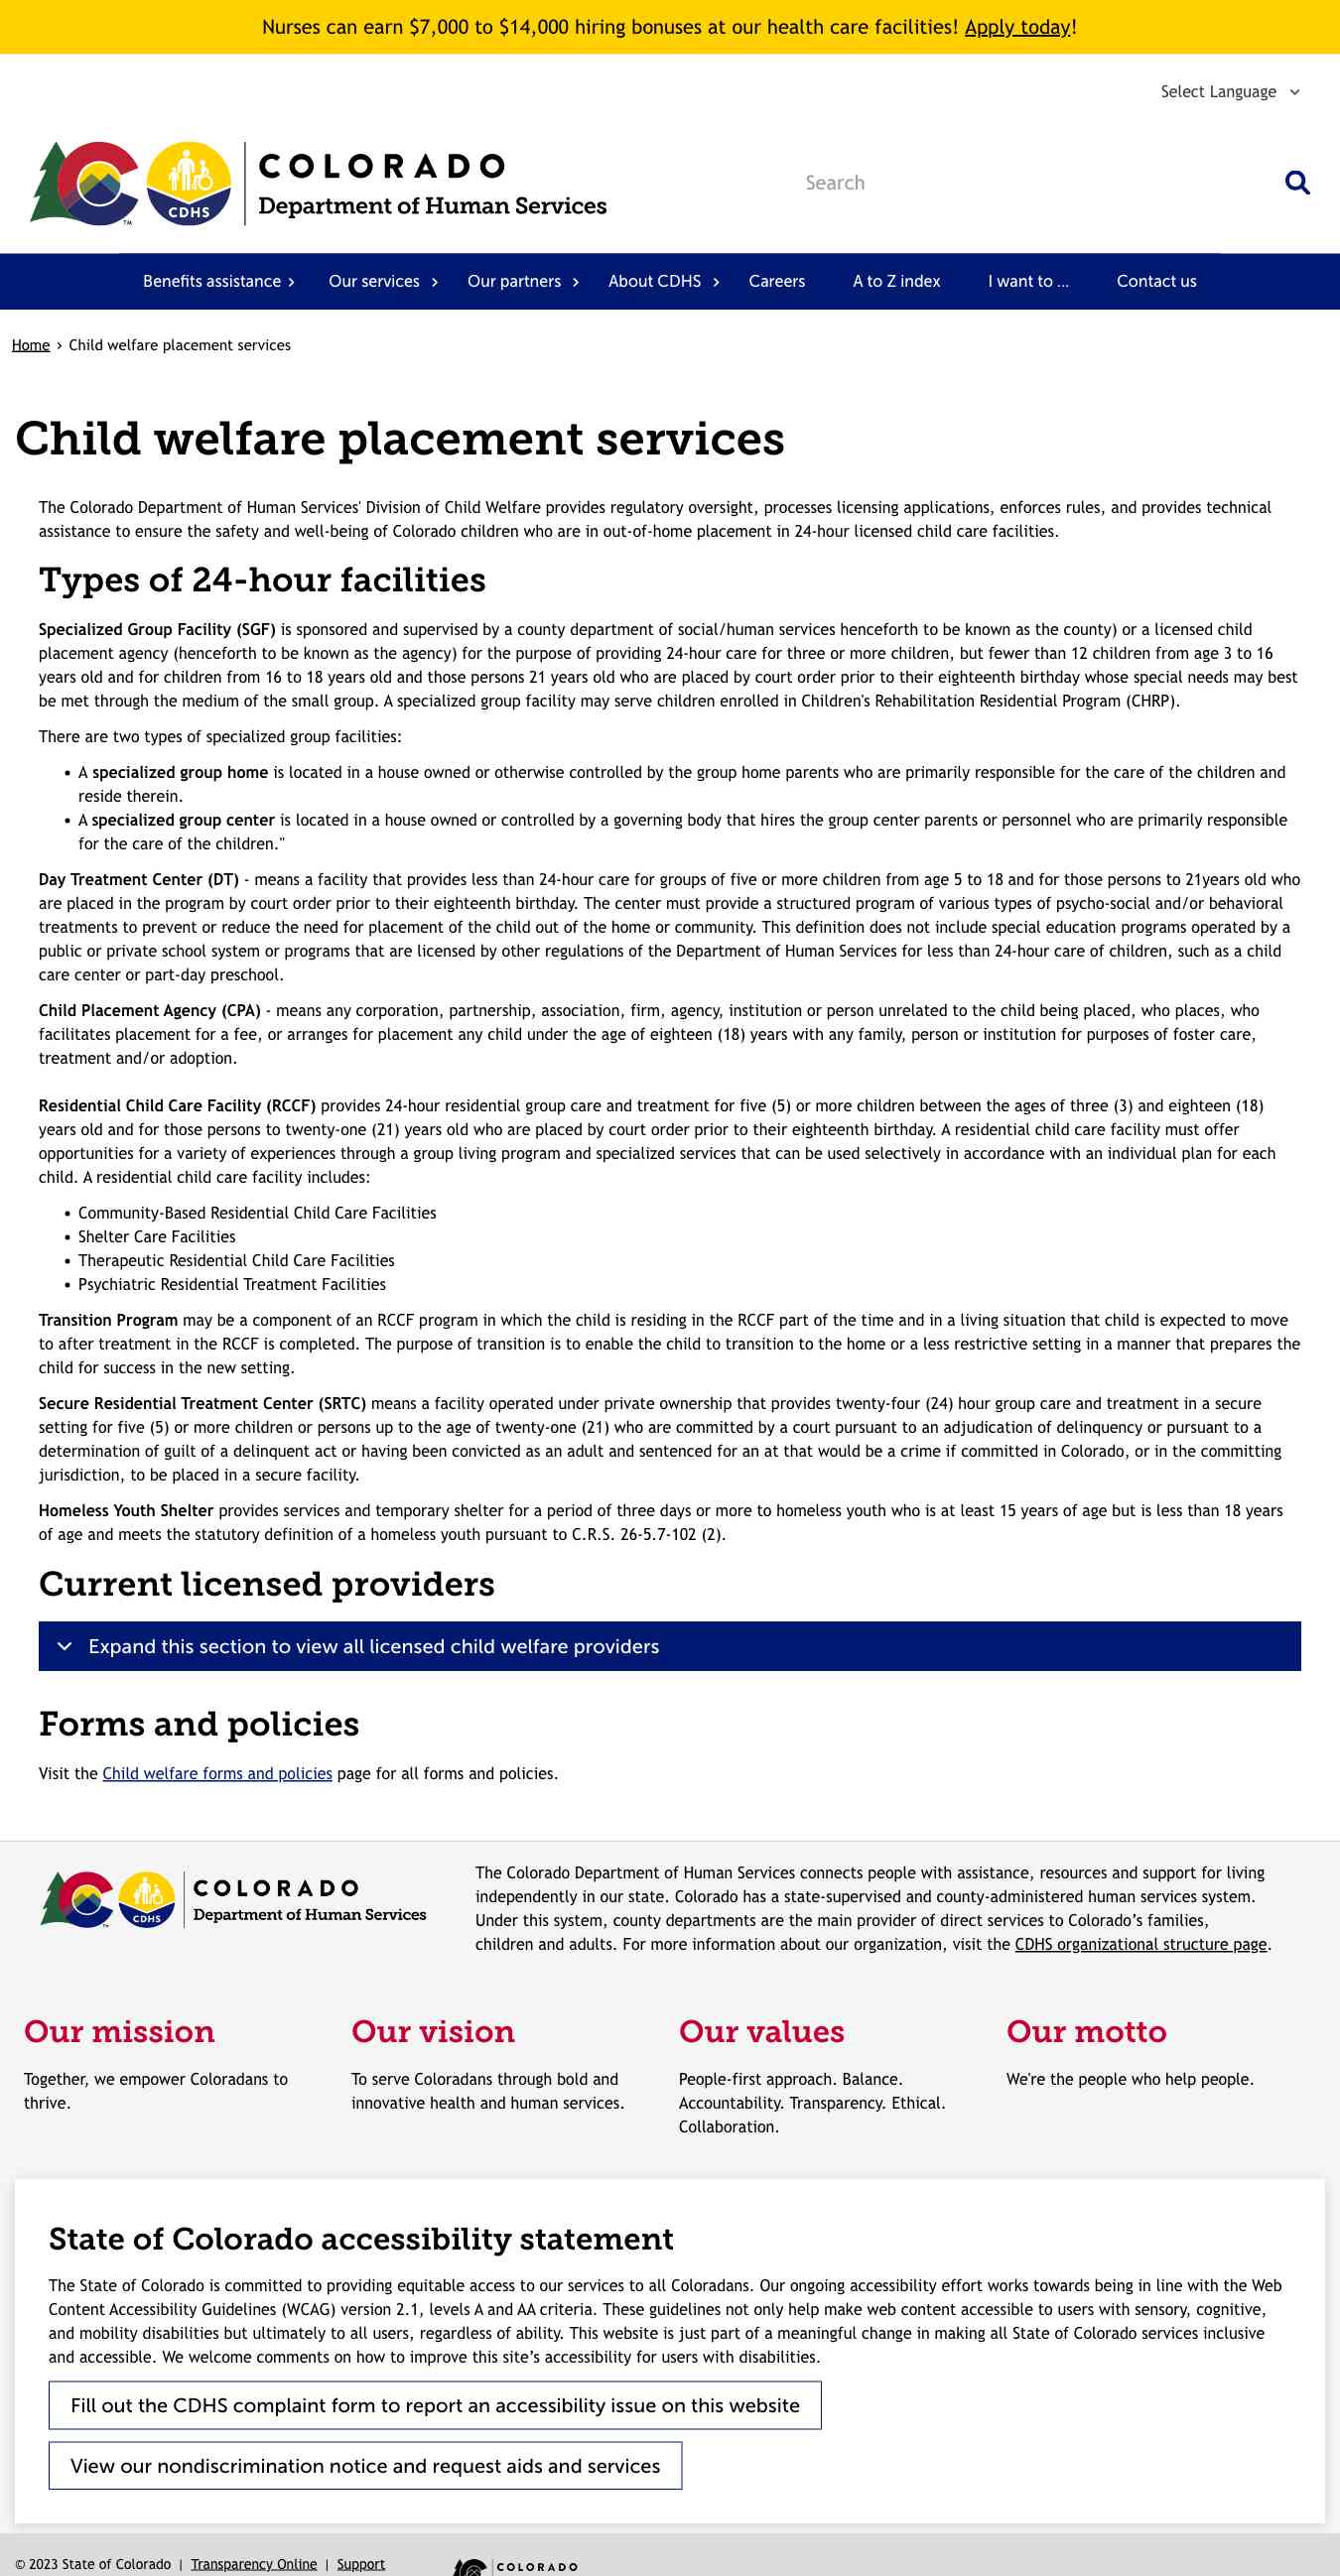 Nurses can earn $7,000 to $14,000 hiring bonuses at our health care facilities! Apply today!
Select Language
CDHS
TM
COLORADO
Department of Human Services
Search
Benefits assistance
Our services
Our partners
About CDHS
Careers
A to Z index
I want to ...
Contact us
Home › Child welfare placement services
Child welfare placement services
The Colorado Department of Human Services' Division of Child Welfare provides regulatory oversight, processes licensing applications, enforces rules, and provides technical
assistance to ensure the safety and well-being of Colorado children who are in out-of-home placement in 24-hour licensed child care facilities.
Types of 24-hour facilities
Specialized Group Facility (SGF) is sponsored and supervised by a county department of social/human services henceforth to be known as the county) or a licensed child
placement agency (henceforth to be known as the agency) for the purpose of providing 24-hour care for three or more children, but fewer than 12 children from age 3 to 16
years old and for children from 16 to 18 years old and those persons 21 years old who are placed by court order prior to their eighteenth birthday whose special needs may best
be met through the medium of the small group. A specialized group facility may serve children enrolled in Children's Rehabilitation Residential Program (CHRP).
There are two types of specialized group facilities:
• A specialized group home is located in a house owned or otherwise controlled by the group home parents who are primarily responsible for the care of the children and
reside therein.
• A specialized group center is located in a house owned or controlled by a governing body that hires the group center parents or personnel who are primarily responsible
for the care of the children."
Day Treatment Center (DT) - means a facility that provides less than 24-hour care for groups of five or more children from age 5 to 18 and for those persons to 21years old who
are placed in the program by court order prior to their eighteenth birthday. The center must provide a structured program of various types of psycho-social and/or behavioral
treatments to prevent or reduce the need for placement of the child out of the home or community. This definition does not include special education programs operated by a
public or private school system or programs that are licensed by other regulations of the Department of Human Services for less than 24-hour care of children, such as a child
care center or part-day preschool.
Child Placement Agency (CPA) - means any corporation, partnership, association, firm, agency, institution or person unrelated to the child being placed, who places, who
facilitates placement for a fee, or arranges for placement any child under the age of eighteen (18) years with any family, person or institution for purposes of foster care,
treatment and/or adoption.
Residential Child Care Facility (RCCF) provides 24-hour residential group care and treatment for five (5) or more children between the ages of three (3) and eighteen (18)
years old and for those persons to twenty-one (21) years old who are placed by court order prior to their eighteenth birthday. A residential child care facility must offer
opportunities for a variety of experiences through a group living program and specialized services that can be used selectively in accordance with an individual plan for each
child. A residential child care facility includes:
• Community-Based Residential Child Care Facilities
• Shelter Care Facilities
• Therapeutic Residential Child Care Facilities
• Psychiatric Residential Treatment Facilities
Transition Program may be a component of an RCCF program in which the child is residing in the RCCF part of the time and in a living situation that child is expected to move
to after treatment in the RCCF is completed. The purpose of transition is to enable the child to transition to the home or a less restrictive setting in a manner that prepares the
child for success in the new setting.
Secure Residential Treatment Center (SRTC) means a facility operated under private ownership that provides twenty-four (24) hour group care and treatment in a secure
setting for five (5) or more children or persons up to the age of twenty-one (21) who are committed by a court pursuant to an adjudication of delinquency or pursuant to a
determination of guilt of a delinquent act or having been convicted as an adult and sentenced for an at that would be a crime if committed in Colorado, or in the committing
jurisdiction, to be placed in a secure facility.
Homeless Youth Shelter provides services and temporary shelter for a period of three days or more to homeless youth who is at least 15 years of age but is less than 18 years
of age and meets the statutory definition of a homeless youth pursuant to C.R.S. 26-5.7-102 (2).
Current licensed providers
Expand this section to view all licensed child welfare providers
Forms and policies
Visit the Child welfare forms and policies page for all forms and policies.
CDHS
TM
COLORADO
Department of Human Services
The Colorado Department of Human Services connects people with assistance, resources and support for living
independently in our state. Colorado has a state-supervised and county-administered human services system.
Under this system, county departments are the main provider of direct services to Colorado’s families,
children and adults. For more information about our organization, visit the CDHS organizational structure page.
Our mission
Together, we empower Coloradans to
thrive.
Our vision
To serve Coloradans through bold and
innovative health and human services.
Our values
People-first approach. Balance.
Accountability. Transparency. Ethical.
Collaboration.
Our motto
We're the people who help people.
State of Colorado accessibility statement
The State of Colorado is committed to providing equitable access to our services to all Coloradans. Our ongoing accessibility effort works towards being in line with the Web
Content Accessibility Guidelines (WCAG) version 2.1, levels A and AA criteria. These guidelines not only help make web content accessible to users with sensory, cognitive,
and mobility disabilities but ultimately to all users, regardless of ability. This website is just part of a meaningful change in making all State of Colorado services inclusive
and accessible. We welcome comments on how to improve this site’s accessibility for users with disabilities.
Fill out the CDHS complaint form to report an accessibility issue on this website
View our nondiscrimination notice and request aids and services
© 2023 State of Colorado | Transparency Online | Support
COLORADO